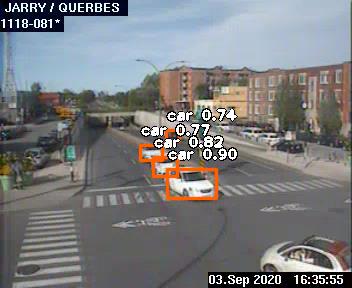 JARRY / QUERBES
1118-081*
car 0.74
car 0.77
car 0.82
car 0.90
03.Sep 2020 16:35:55